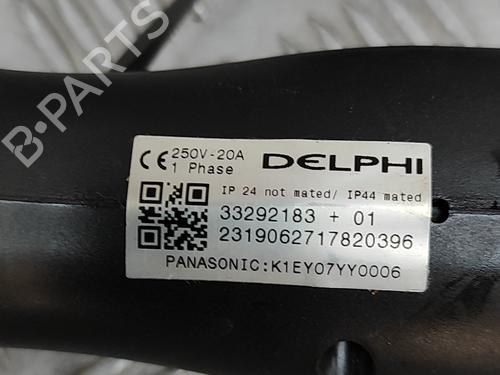 CE 250V-20A
1 Phase
DELPHI
IP 24 not mated/ IP44 mated
33292183 + 01
2319062717820396
PANASONIC:K1EY07YY0006
B-PARTS